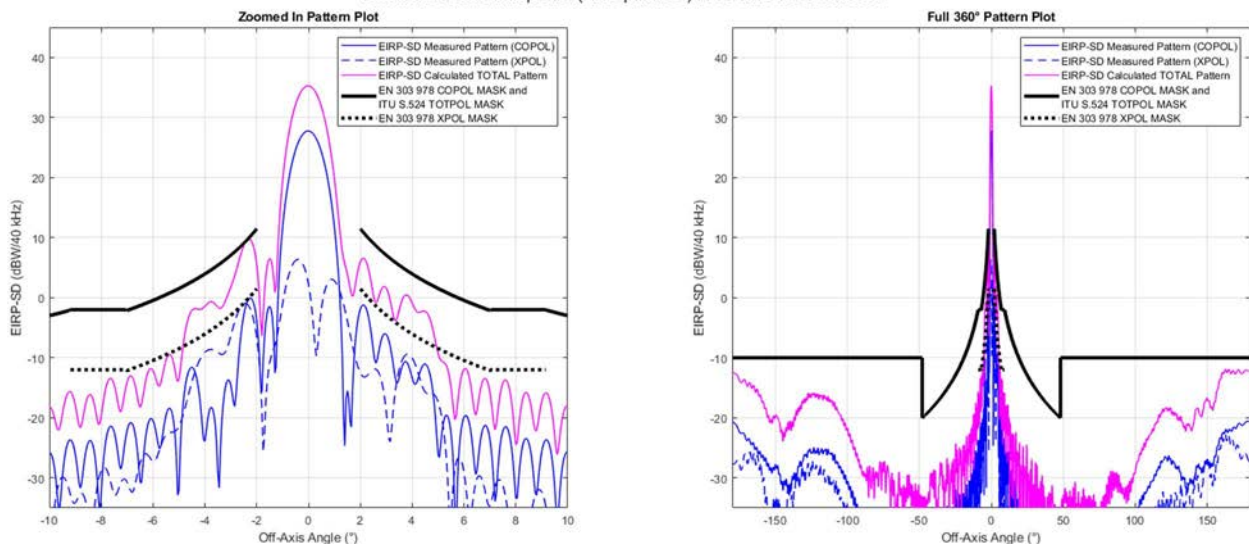 Zoomed In Pattern Plot
EIRP-SD (dBW/40 kHz)
40
30
20
10
0
-10
-20
-30
EIRP-SD Measured Pattern (COPOL)
EIRP-SD Measured Pattern (XPOL)
EIRP-SD Calculated TOTAL Pattern
EN 303 978 COPOL MASK and
ITU S.524 TOTPOL MASK
EN 303 978 XPOL MASK
-10 -8 -6 -4 -2 0 2 4 6 8 10
Off-Axis Angle (°)
Full 360° Pattern Plot
EIRP-SD (dBW/40 kHz)
40
30
20
10
0
-10
-20
-30
EIRP-SD Measured Pattern (COPOL)
EIRP-SD Measured Pattern (XPOL)
EIRP-SD Calculated TOTAL Pattern
EN 303 978 COPOL MASK and
ITU S.524 TOTPOL MASK
EN 303 978 XPOL MASK
-150 -100 -50 0 50 100 150
Off-Axis Angle (°)